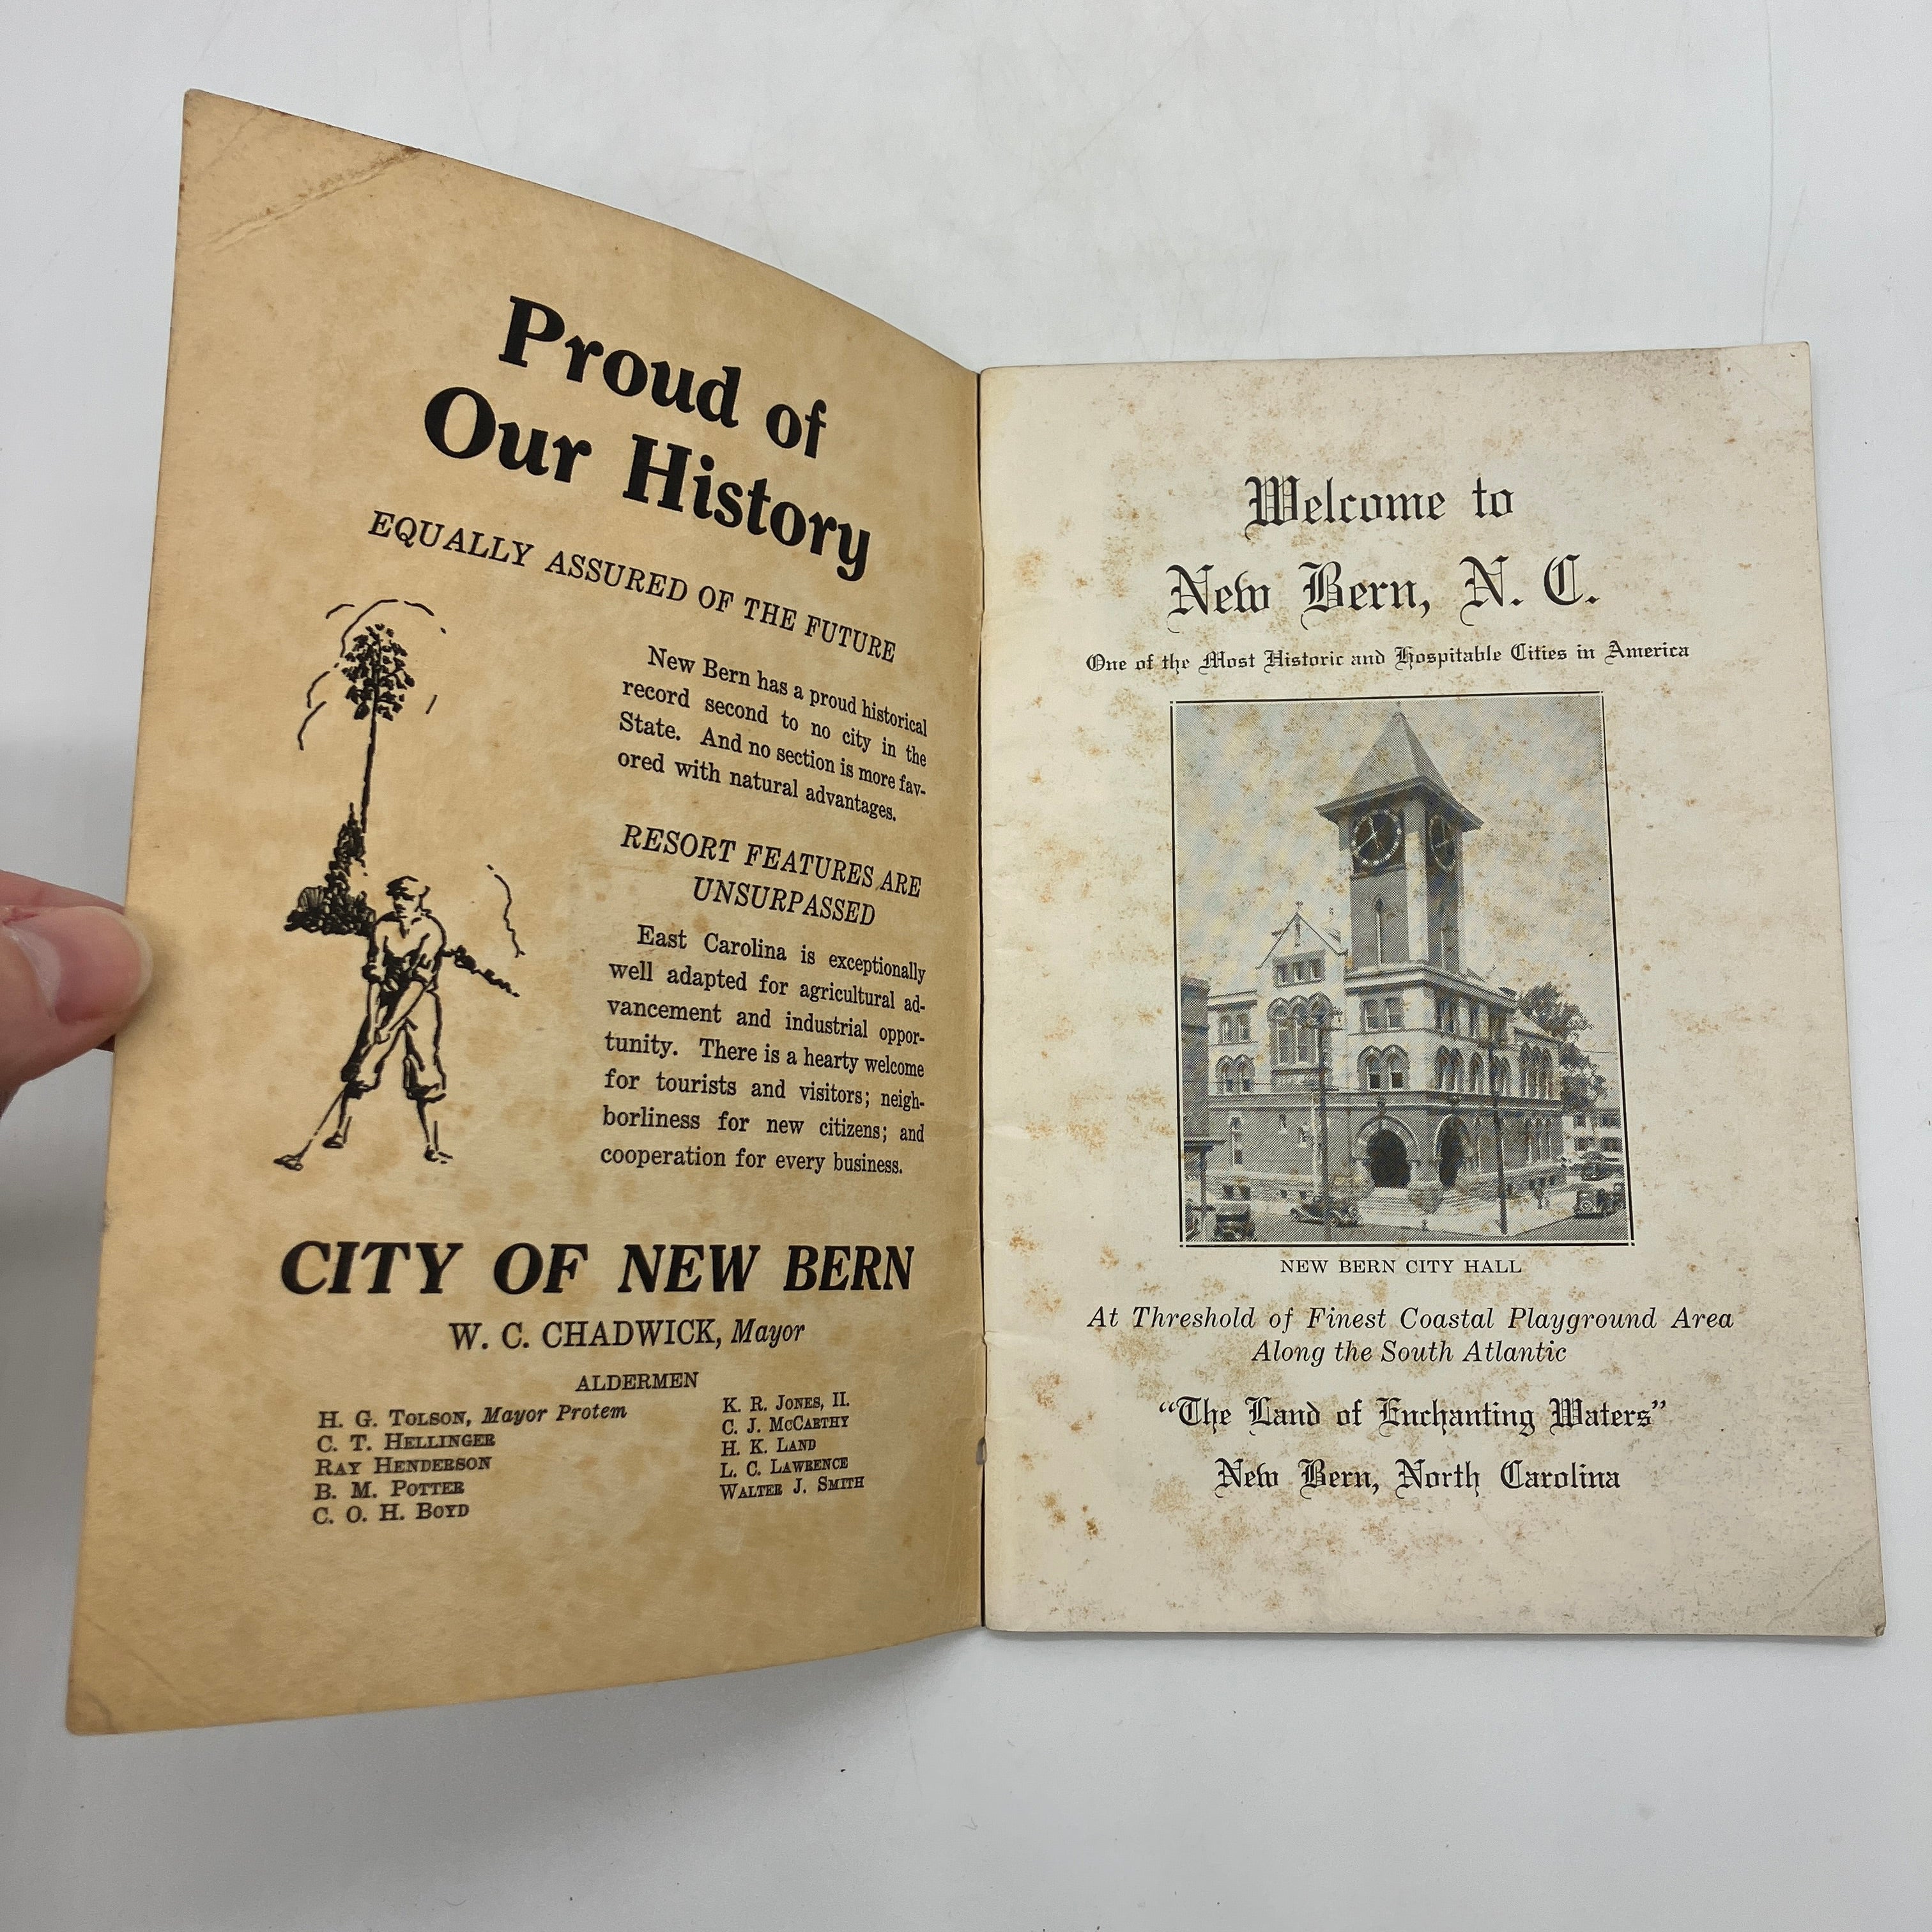 Proud of
Our History
EQUALLY ASSURED OF THE FUTURE
New Bern has a proud historical
record second to no city in the
State. And no section is more fav-
ored with natural advantages.
RESORT FEATURES ARE
UNSURPASSED
East Carolina is exceptionally
well adapted for agricultural ad-
vancement and industrial oppor-
tunity. There is a hearty welcome
for tourists and visitors; neigh-
borliness for new citizens; and
cooperation for every business.
CITY OF NEW BERN
W. C. CHADWICK, Mayor
ALDERMEN
H. G. TOLSON, Mayor Protem
C. T. HELLINGER
RAY HENDERSON
B. M. POTTER
C. O. H. BOYD
K. R. JONES, II.
C. J. MCCARTHY
H. K. LAND
L. C. LAWRENCE
WALTER J. SMITH
Welcome to
New Bern, N. C.
One of the Most Historic and Hospitable Cities in America
NEW BERN CITY HALL
At Threshold of Finest Coastal Playground Area
Along the South Atlantic
"The Land of Enchanting Waters"
New Bern, North Carolina